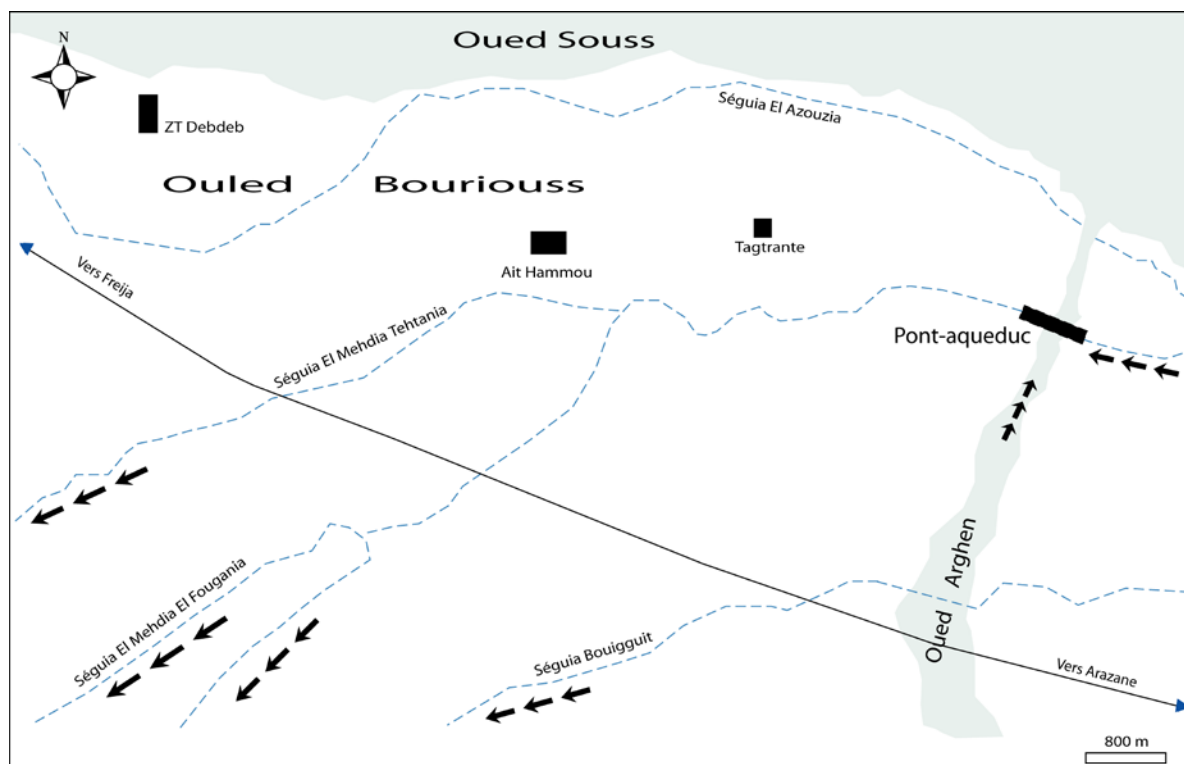 N
Oued Souss
Séguia El Azouzia
ZT Debdeb
Ouled Bouriouss
Tagtrante
Ait Hammou
Vers Freija
Séguia El Mehdia Tehtania
Pont-aqueduc
Oued Arghen
Séguia El Mehdia El Fougania
Séguia Bouigguit
Vers Arazane
800 m